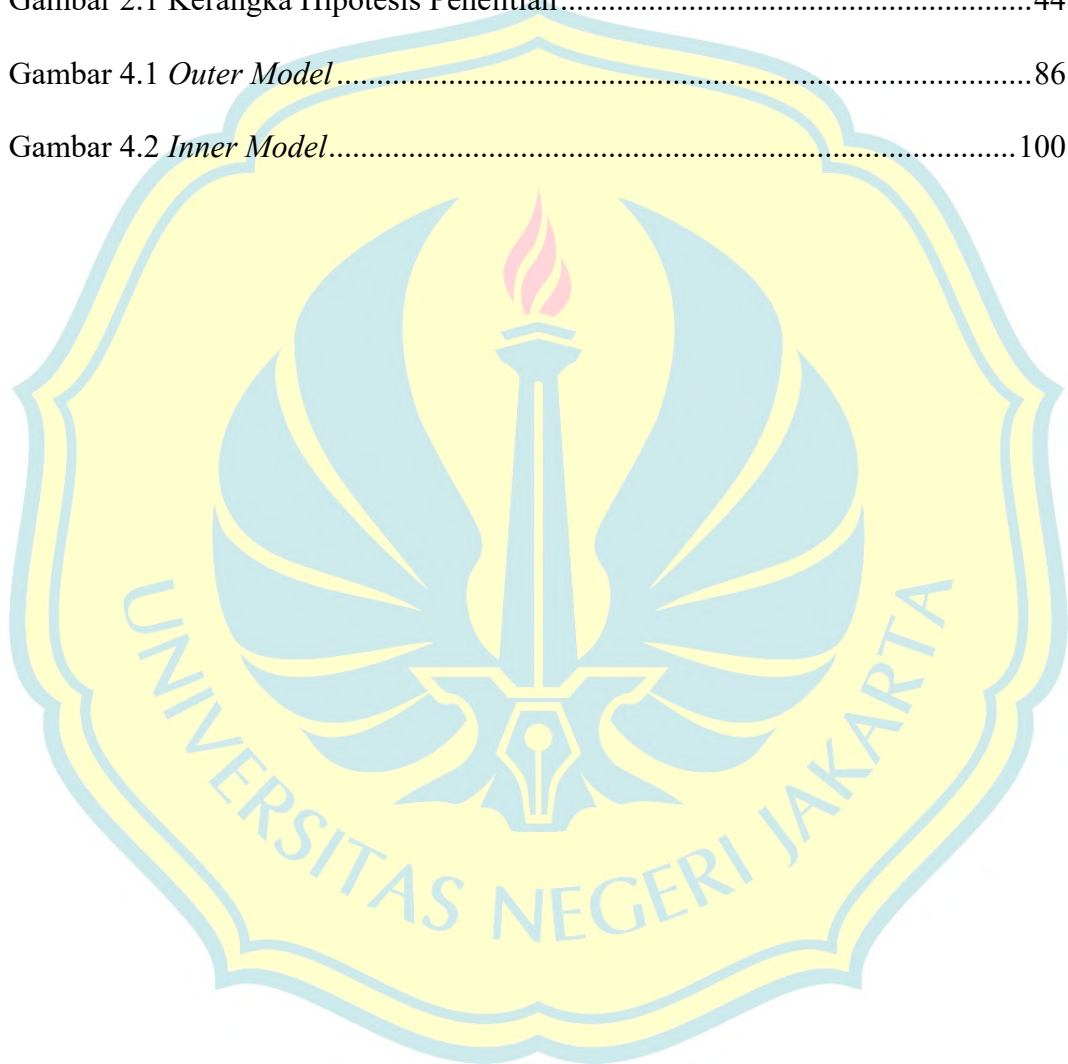 Gambar 2.1 Kerangka Hipotesis Penelitian........................................................44
Gambar 4.1 Outer Model........................................................................................86
Gambar 4.2 Inner Model.......................................................................................100
UNIVERSITAS NEGERI JAKARTA